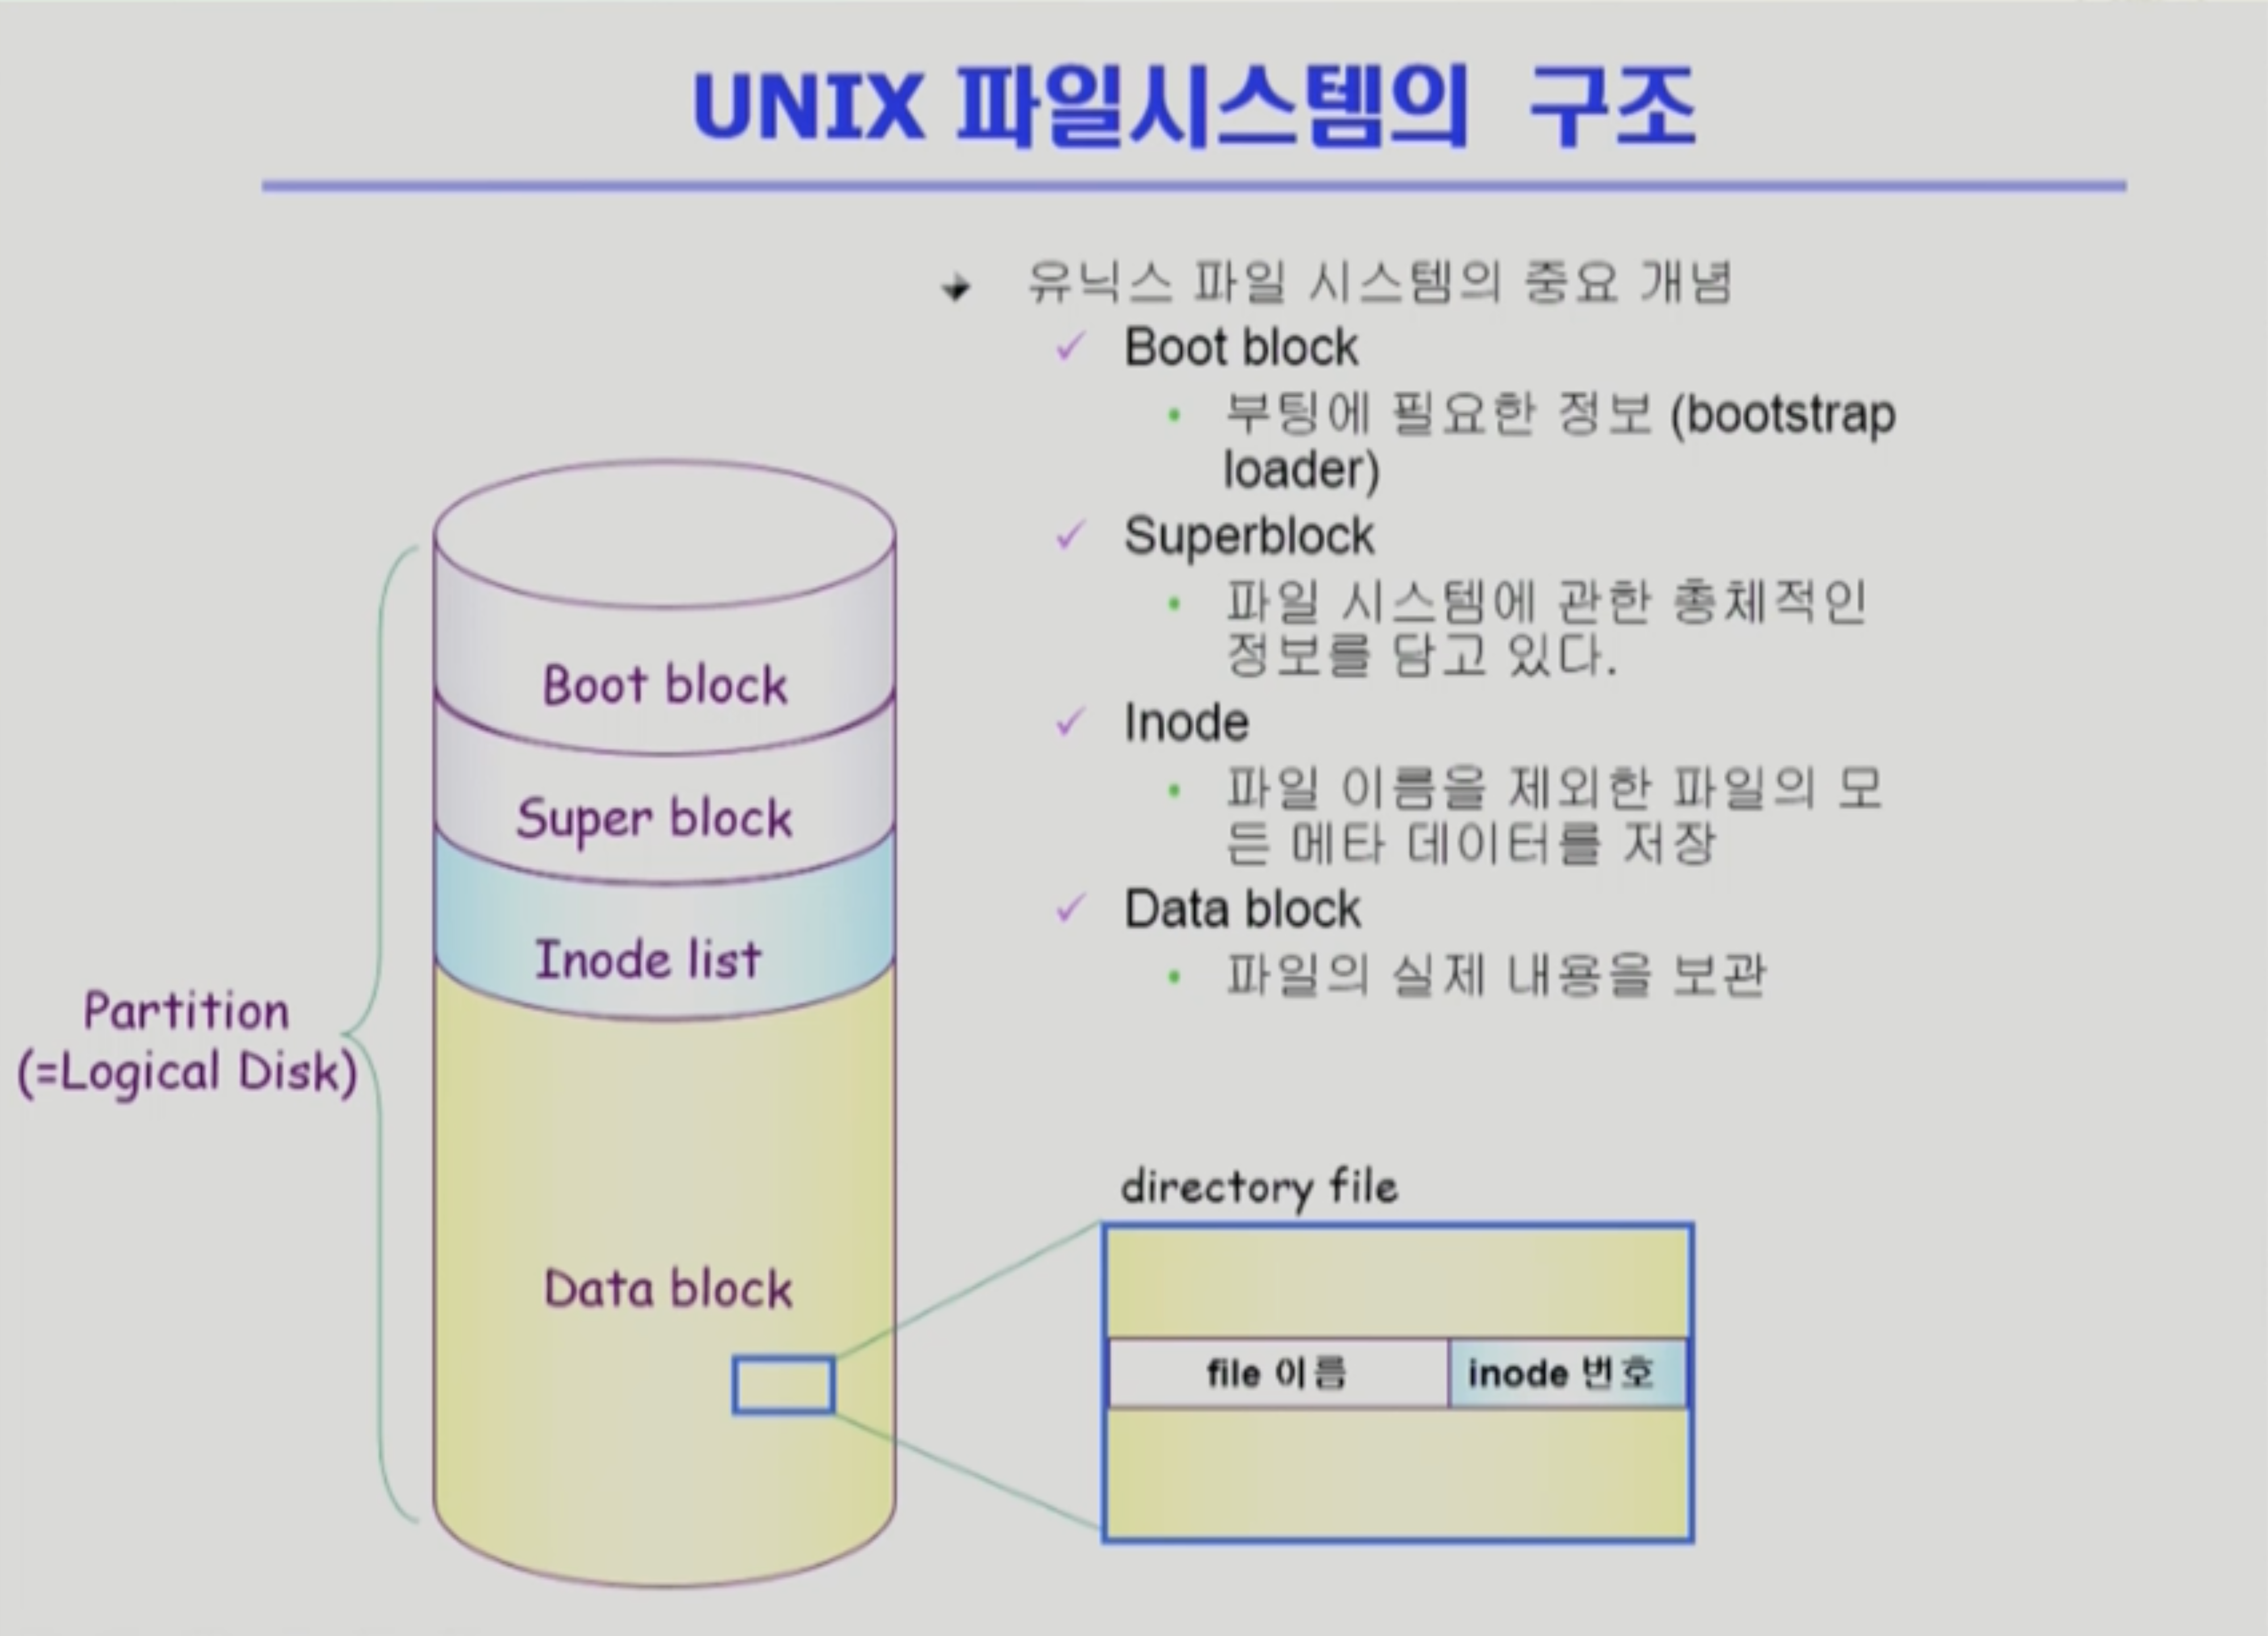 UNIX 파일시스템의 구조
유닉스 파일 시스템의 중요 개념
Boot block
부팅에 필요한 정보 (bootstrap
loader)
Superblock
파일 시스템에 관한 총체적인
정보를 담고 있다.
Inode
파일 이름을 제외한 파일의 모
든 메타 데이터를 저장
Data block
파일의 실제 내용을 보관
Boot block
Super block
Inode list
Partition
(=Logical Disk)
Data block
directory file
file 이름
inode 번호